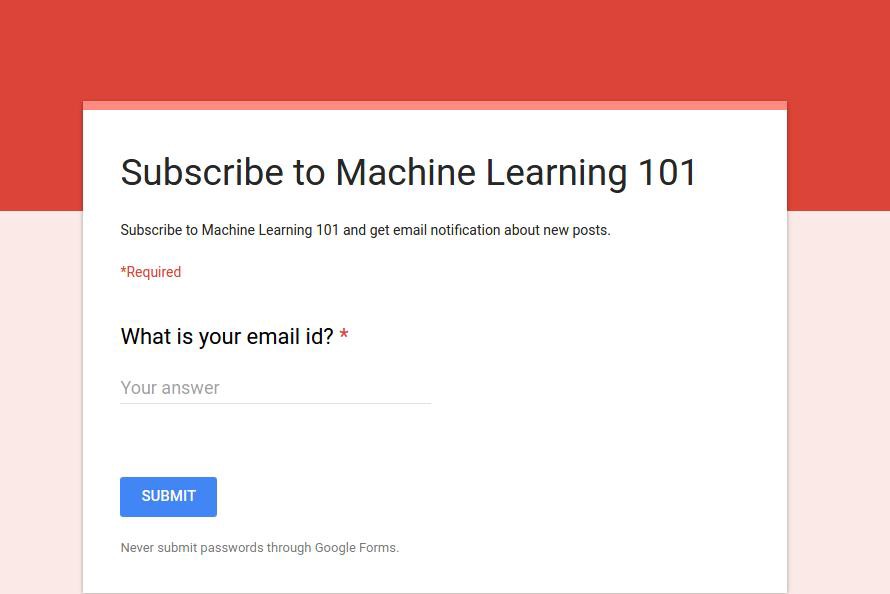 Subscribe to Machine Learning 101
Subscribe to Machine Learning 101 and get email notification about new posts.
*Required
What is your email id? *
Your answer
SUBMIT
Never submit passwords through Google Forms.